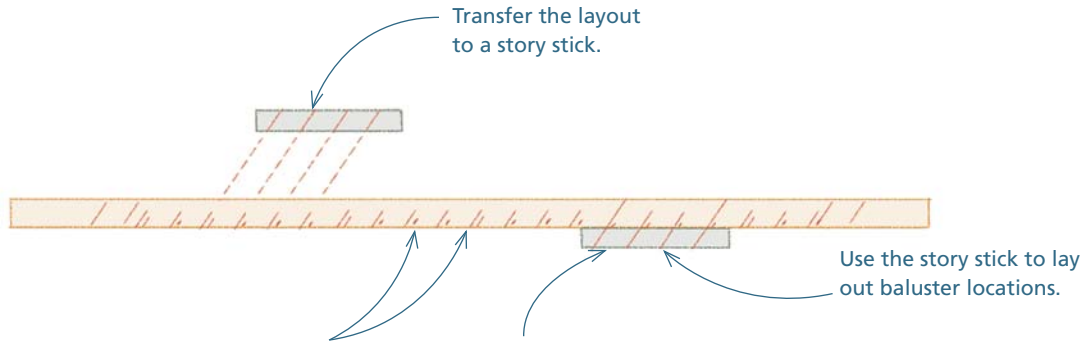 Transfer the layout
to a story stick.
Use the story stick to lay
out baluster locations.